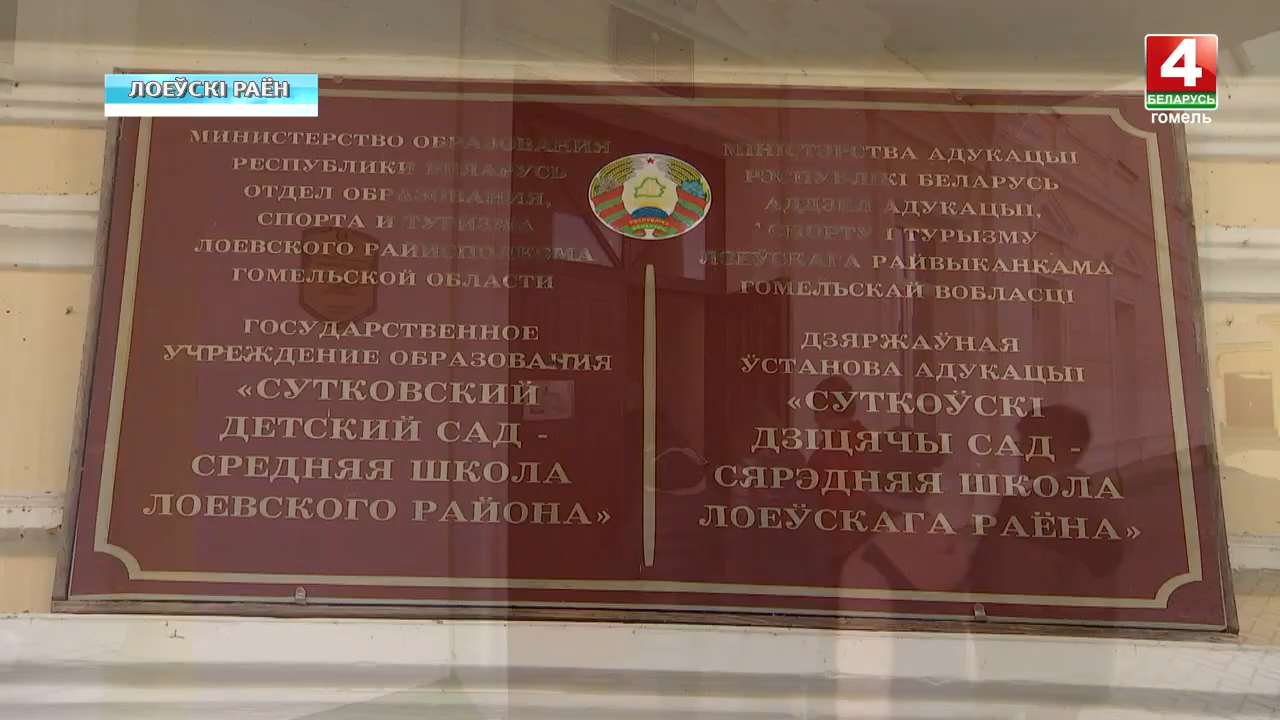 ЛОЕЎСКІ РАЁН
4
БЕЛАРУСЬ
ГОМЕЛЬ
МИНИСТЕРСТВО ОБРАЗОВАНИЯ
РЕСПУБЛИКИ БЕЛАРУСЬ
ОТДЕЛ ОБРАЗОВАНИЯ,
СПОРТА И ТУРИЗМА
ЛОЕВСКОГО РАЙИСПОЛКОМА
ГОМЕЛЬСКОЙ ОБЛАСТИ
ГОСУДАРСТВЕННОЕ
УЧРЕЖДЕНИЕ ОБРАЗОВАНИЯ
«СУТКОВСКИЙ
ДЕТСКИЙ САД -
СРЕДНЯЯ ШКОЛА
ЛОЕВСКОГО РАЙОНА»
МІНІСТЭРСТВА АДУКАЦЫІ
РЭСПУБЛІКІ БЕЛАРУСЬ
АДДЗЕЛ АДУКАЦЫІ,
СПОРТУ І ТУРЫЗМУ
ЛОЕЎСКАГА РАЙВЫКАНКАМА
ГОМЕЛЬСКАЙ ВОБЛАСЦІ
ДЗЯРЖАЎНАЯ
ЎСТАНОВА АДУКАЦЫІ
«СУТКОЎСКІ
ДЗІЦЯЧЫ САД -
СЯРЭДНЯЯ ШКОЛА
ЛОЕЎСКАГА РАЁНА»